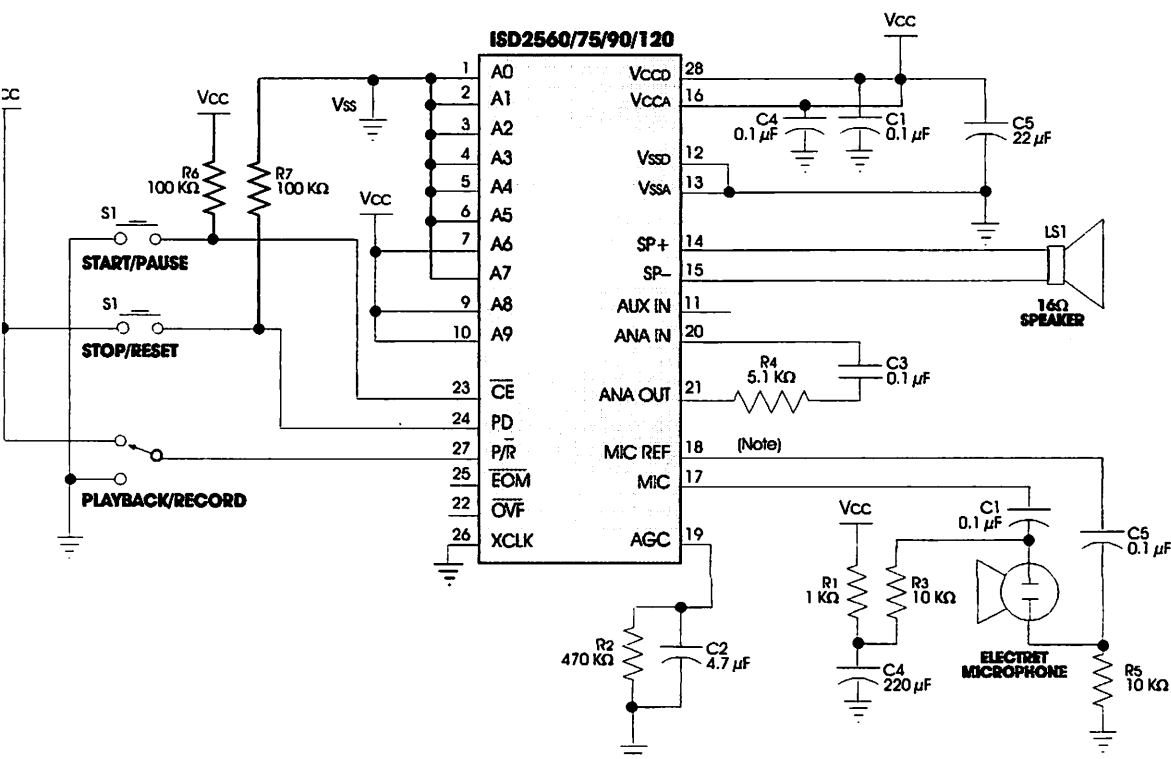 ISD2560/75/90/120
CC
VCC
VSS
R6
100 KΩ
R7
100 KΩ
VCC
S1
START/PAUSE
S1
STOP/RESET
PLAYBACK/RECORD
1 A0
2 A1
3 A2
4 A3
5 A4
6 A5
7 A6
A7
9 A8
10 A9
23 CE
24 PD
27 P/R
25 EOM
22 OVF
26 XCLK
VCCD 28
VCCA 16
VSSD 12
VSSA 13
SP+ 14
SP– 15
AUX IN 11
ANA IN 20
ANA OUT 21
MIC REF 18
MIC 17
AGC 19
VCC
C4
0.1 µF
C1
0.1 µF
C5
22 µF
LS1
16Ω
SPEAKER
R4
5.1 KΩ
C3
0.1 µF
(Note)
VCC
C1
0.1 µF
C5
0.1 µF
R1
1 KΩ
R3
10 KΩ
C4
220 µF
ELECTRET
MICROPHONE
R5
10 KΩ
R2
470 KΩ
C2
4.7 µF